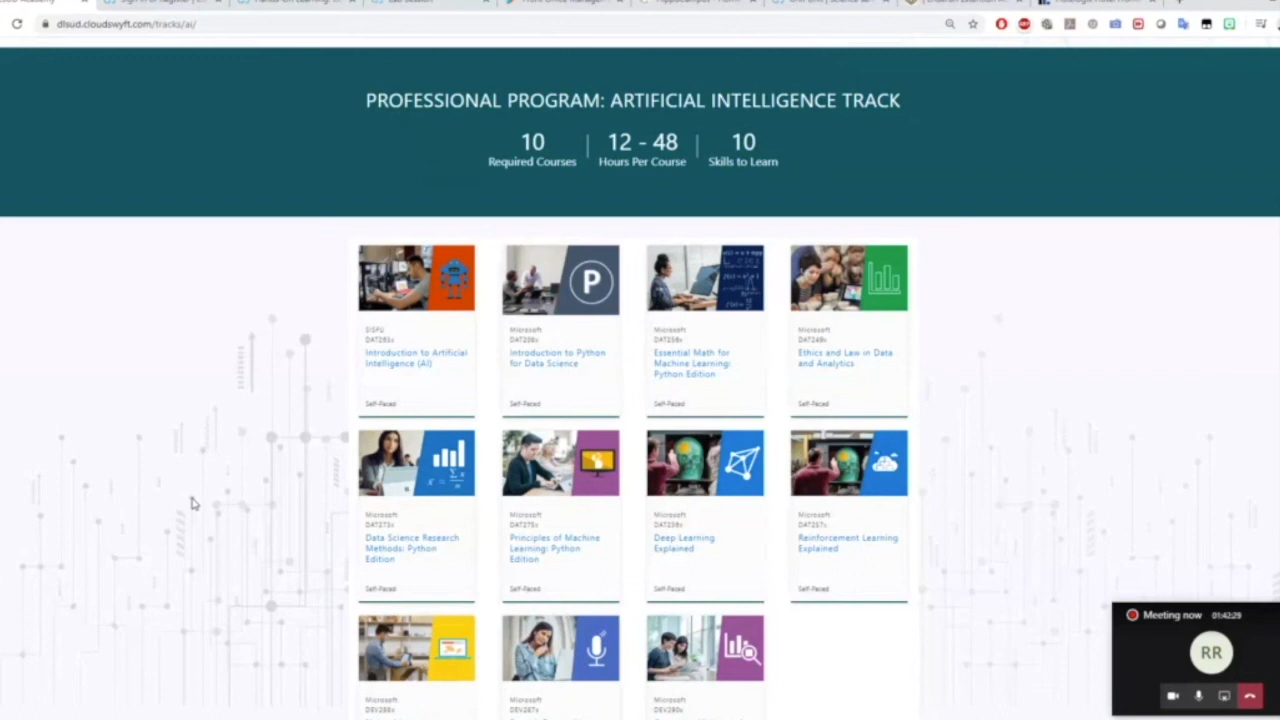 dlsud.cloudswyft.com/tracks/ai/
PROFESSIONAL PROGRAM: ARTIFICIAL INTELLIGENCE TRACK
10
Required Courses
12 - 48
Hours Per Course
10
Skills to Learn
P
Microsoft
Introduction to Artificial
Intelligence (AI)
Self-Paced
Microsoft
Introduction to Python
for Data Science
Self-Paced
Microsoft
Essential Math for
Machine Learning:
Python Edition
Self-Paced
Microsoft
Ethics and Law in Data
and Analytics
Self-Paced
Microsoft
Data Science Research
Methods: Python
Edition
Self-Paced
Microsoft
DAT275x
Principles of Machine
Learning: Python
Edition
Self-Paced
Microsoft
Deep Learning
Explained
Self-Paced
Microsoft
DAT257x
Reinforcement Learning
Explained
Self-Paced
Microsoft
Microsoft
Microsoft
Meeting now
01:42:29
RR